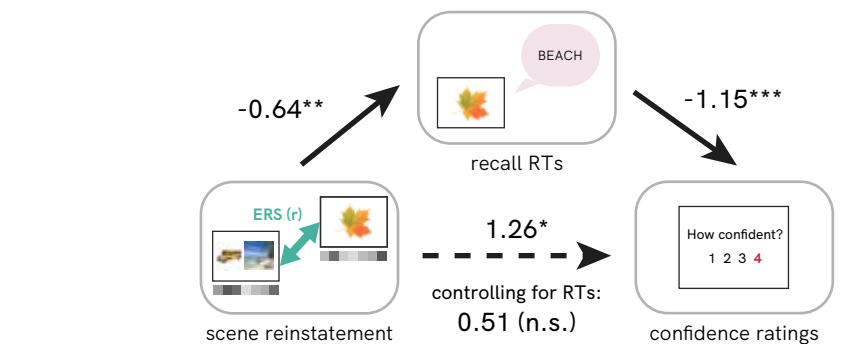 BEACH
-0.64**
-1.15***
recall RTs
ERS (r)
1.26*
How confident?
1 2 3 4
controlling for RTs:
0.51 (n.s.)
scene reinstatement
confidence ratings